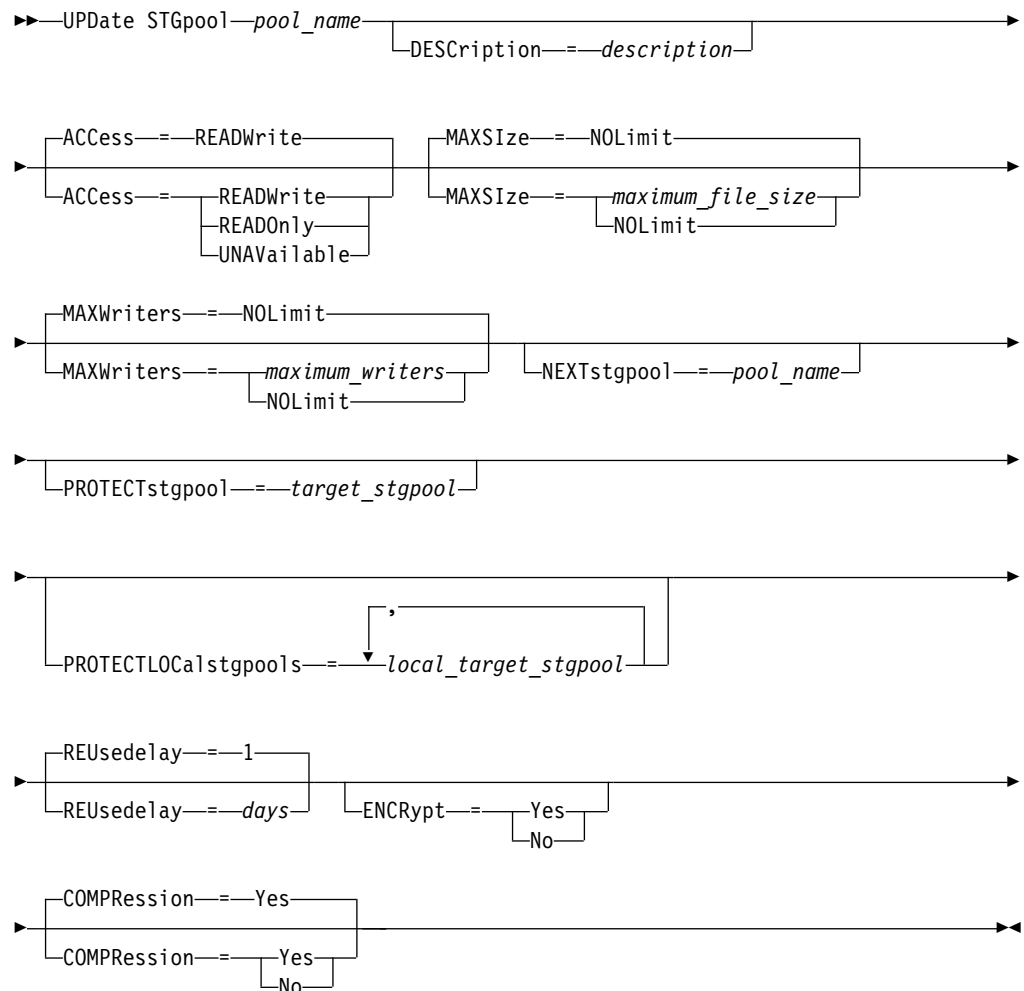 UPDate STGpool pool_name
DESCription = description
ACCess = READWrite
ACCess = READWrite
READOnly
UNAVailable
MAXSIze = NOLimit
MAXSIze = maximum_file_size
NOLimit
MAXWriters = NOLimit
MAXWriters = maximum_writers
NOLimit
NEXTstgpool = pool_name
PROTECTstgpool = target_stgpool
,
PROTECTLOCalstgpools = local_target_stgpool
REUsedelay = 1
REUsedelay = days
ENCRypt = Yes
No
COMPRession = Yes
COMPRession = Yes
No